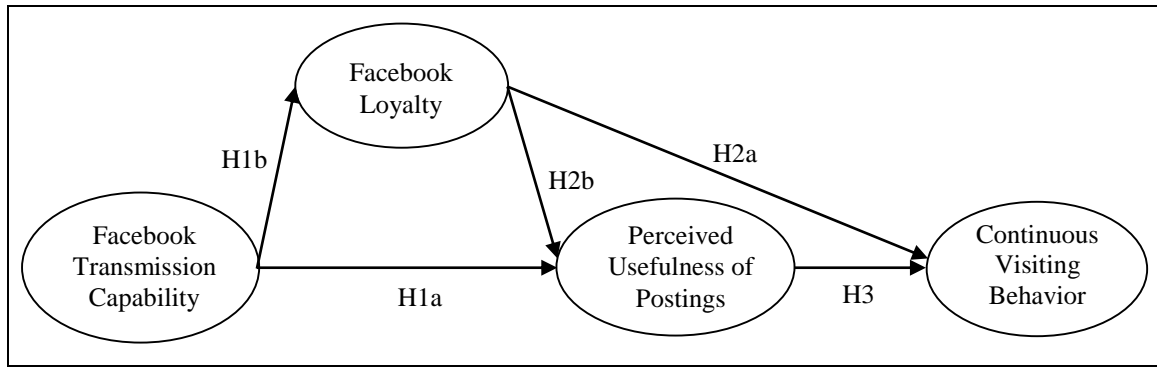 Facebook
Loyalty
H1b
H2a
H2b
Facebook
Transmission
Capability
H1a
Perceived
Usefulness of
Postings
H3
Continuous
Visiting
Behavior